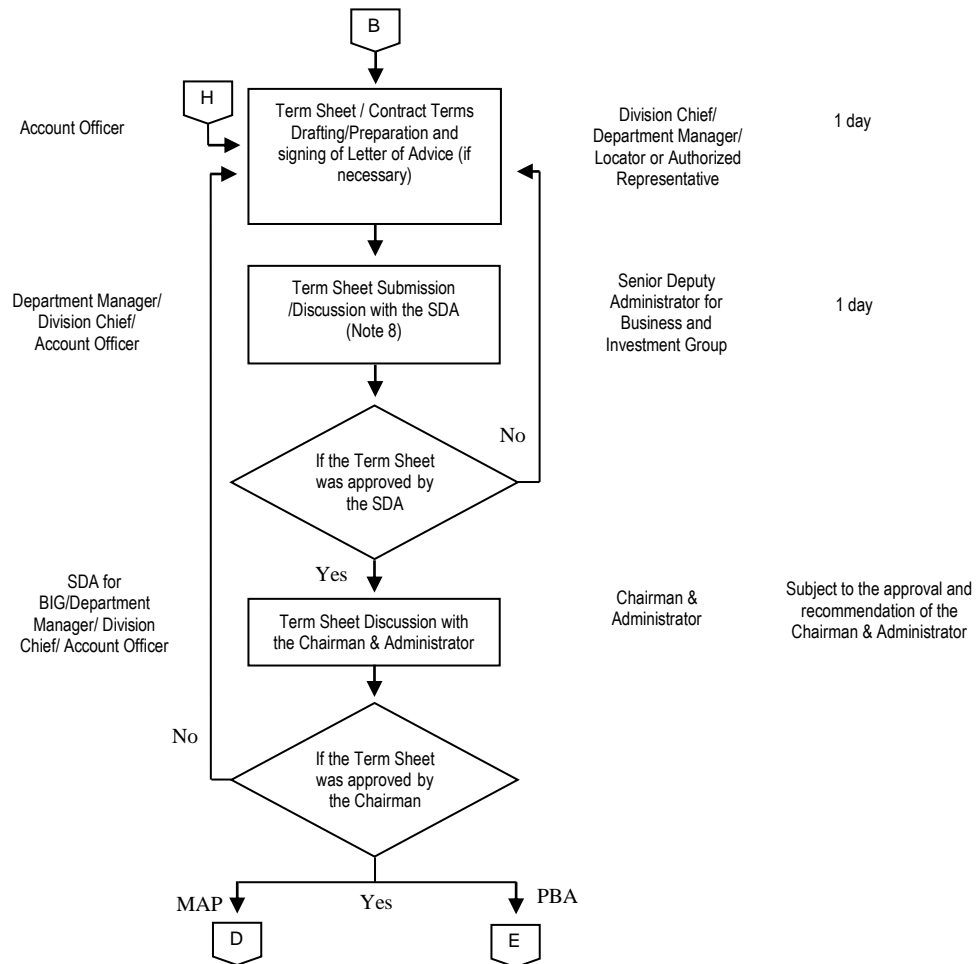 B
H
Account Officer
Term Sheet / Contract Terms
Drafting/Preparation and
signing of Letter of Advice (if
necessary)
Division Chief/
Department Manager/
Locator or Authorized
Representative
1 day
Department Manager/
Division Chief/
Account Officer
Term Sheet Submission
/Discussion with the SDA
(Note 8)
Senior Deputy
Administrator for
Business and
Investment Group
1 day
If the Term Sheet
was approved by
the SDA
No
Yes
SDA for
BIG/Department
Manager/ Division
Chief/ Account Officer
Term Sheet Discussion with
the Chairman & Administrator
Chairman &
Administrator
Subject to the approval and
recommendation of the
Chairman & Administrator
No
If the Term Sheet
was approved by
the Chairman
MAP
Yes
PBA
D
E